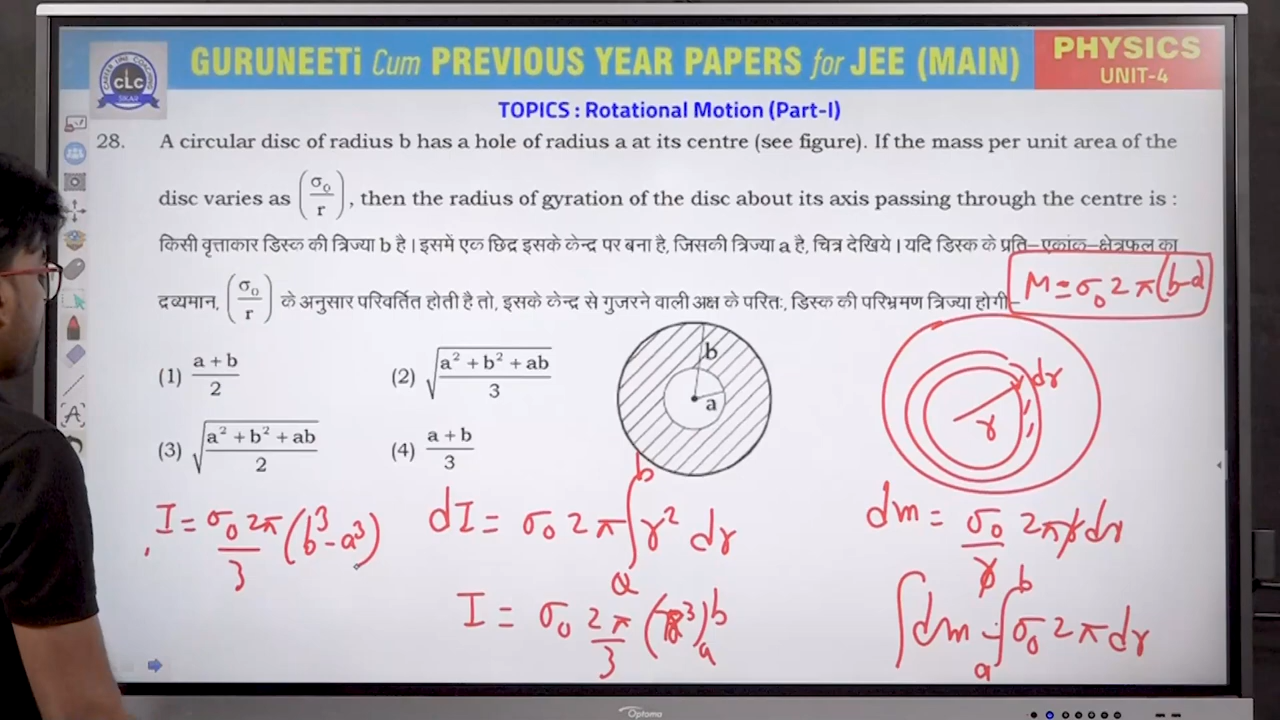 GURUNEETi Cum PREVIOUS YEAR PAPERS for JEE (MAIN)
PHYSICS
UNIT-4
CLC
SIKAR
TOPICS : Rotational Motion (Part-I)
28. A circular disc of radius b has a hole of radius a at its centre (see figure). If the mass per unit area of the
disc varies as (σ₀/r), then the radius of gyration of the disc about its axis passing through the centre is :
किसी वृत्ताकार डिस्क की त्रिज्या b है। इसमें एक छिद्र इसके केन्द्र पर बना है, जिसकी त्रिज्या a है, चित्र देखिये। यदि डिस्क के प्रति-एकांक-क्षेत्रफल का
द्रव्यमान, (σ₀/r) के अनुसार परिवर्तित होती है तो, इसके केन्द्र से गुजरने वाली अक्ष के परितः, डिस्क की परिभ्रमण त्रिज्या होगी-
M = σ₀ 2π(b-a)
(1) (a + b)/2 (2) √((a² + b² + ab)/3)
(3) √((a² + b² + ab)/2) (4) (a + b)/3
b
a
dr
r
I = σ₀ 2π/3 (b³ - a³)
dI = σ₀ 2π ∫ₐᵇ r² dr
dm = σ₀/r 2πr dr
I = σ₀ 2π/3 (r³)ₐᵇ
∫dm = ∫ₐᵇ σ₀ 2π dr
Optoma